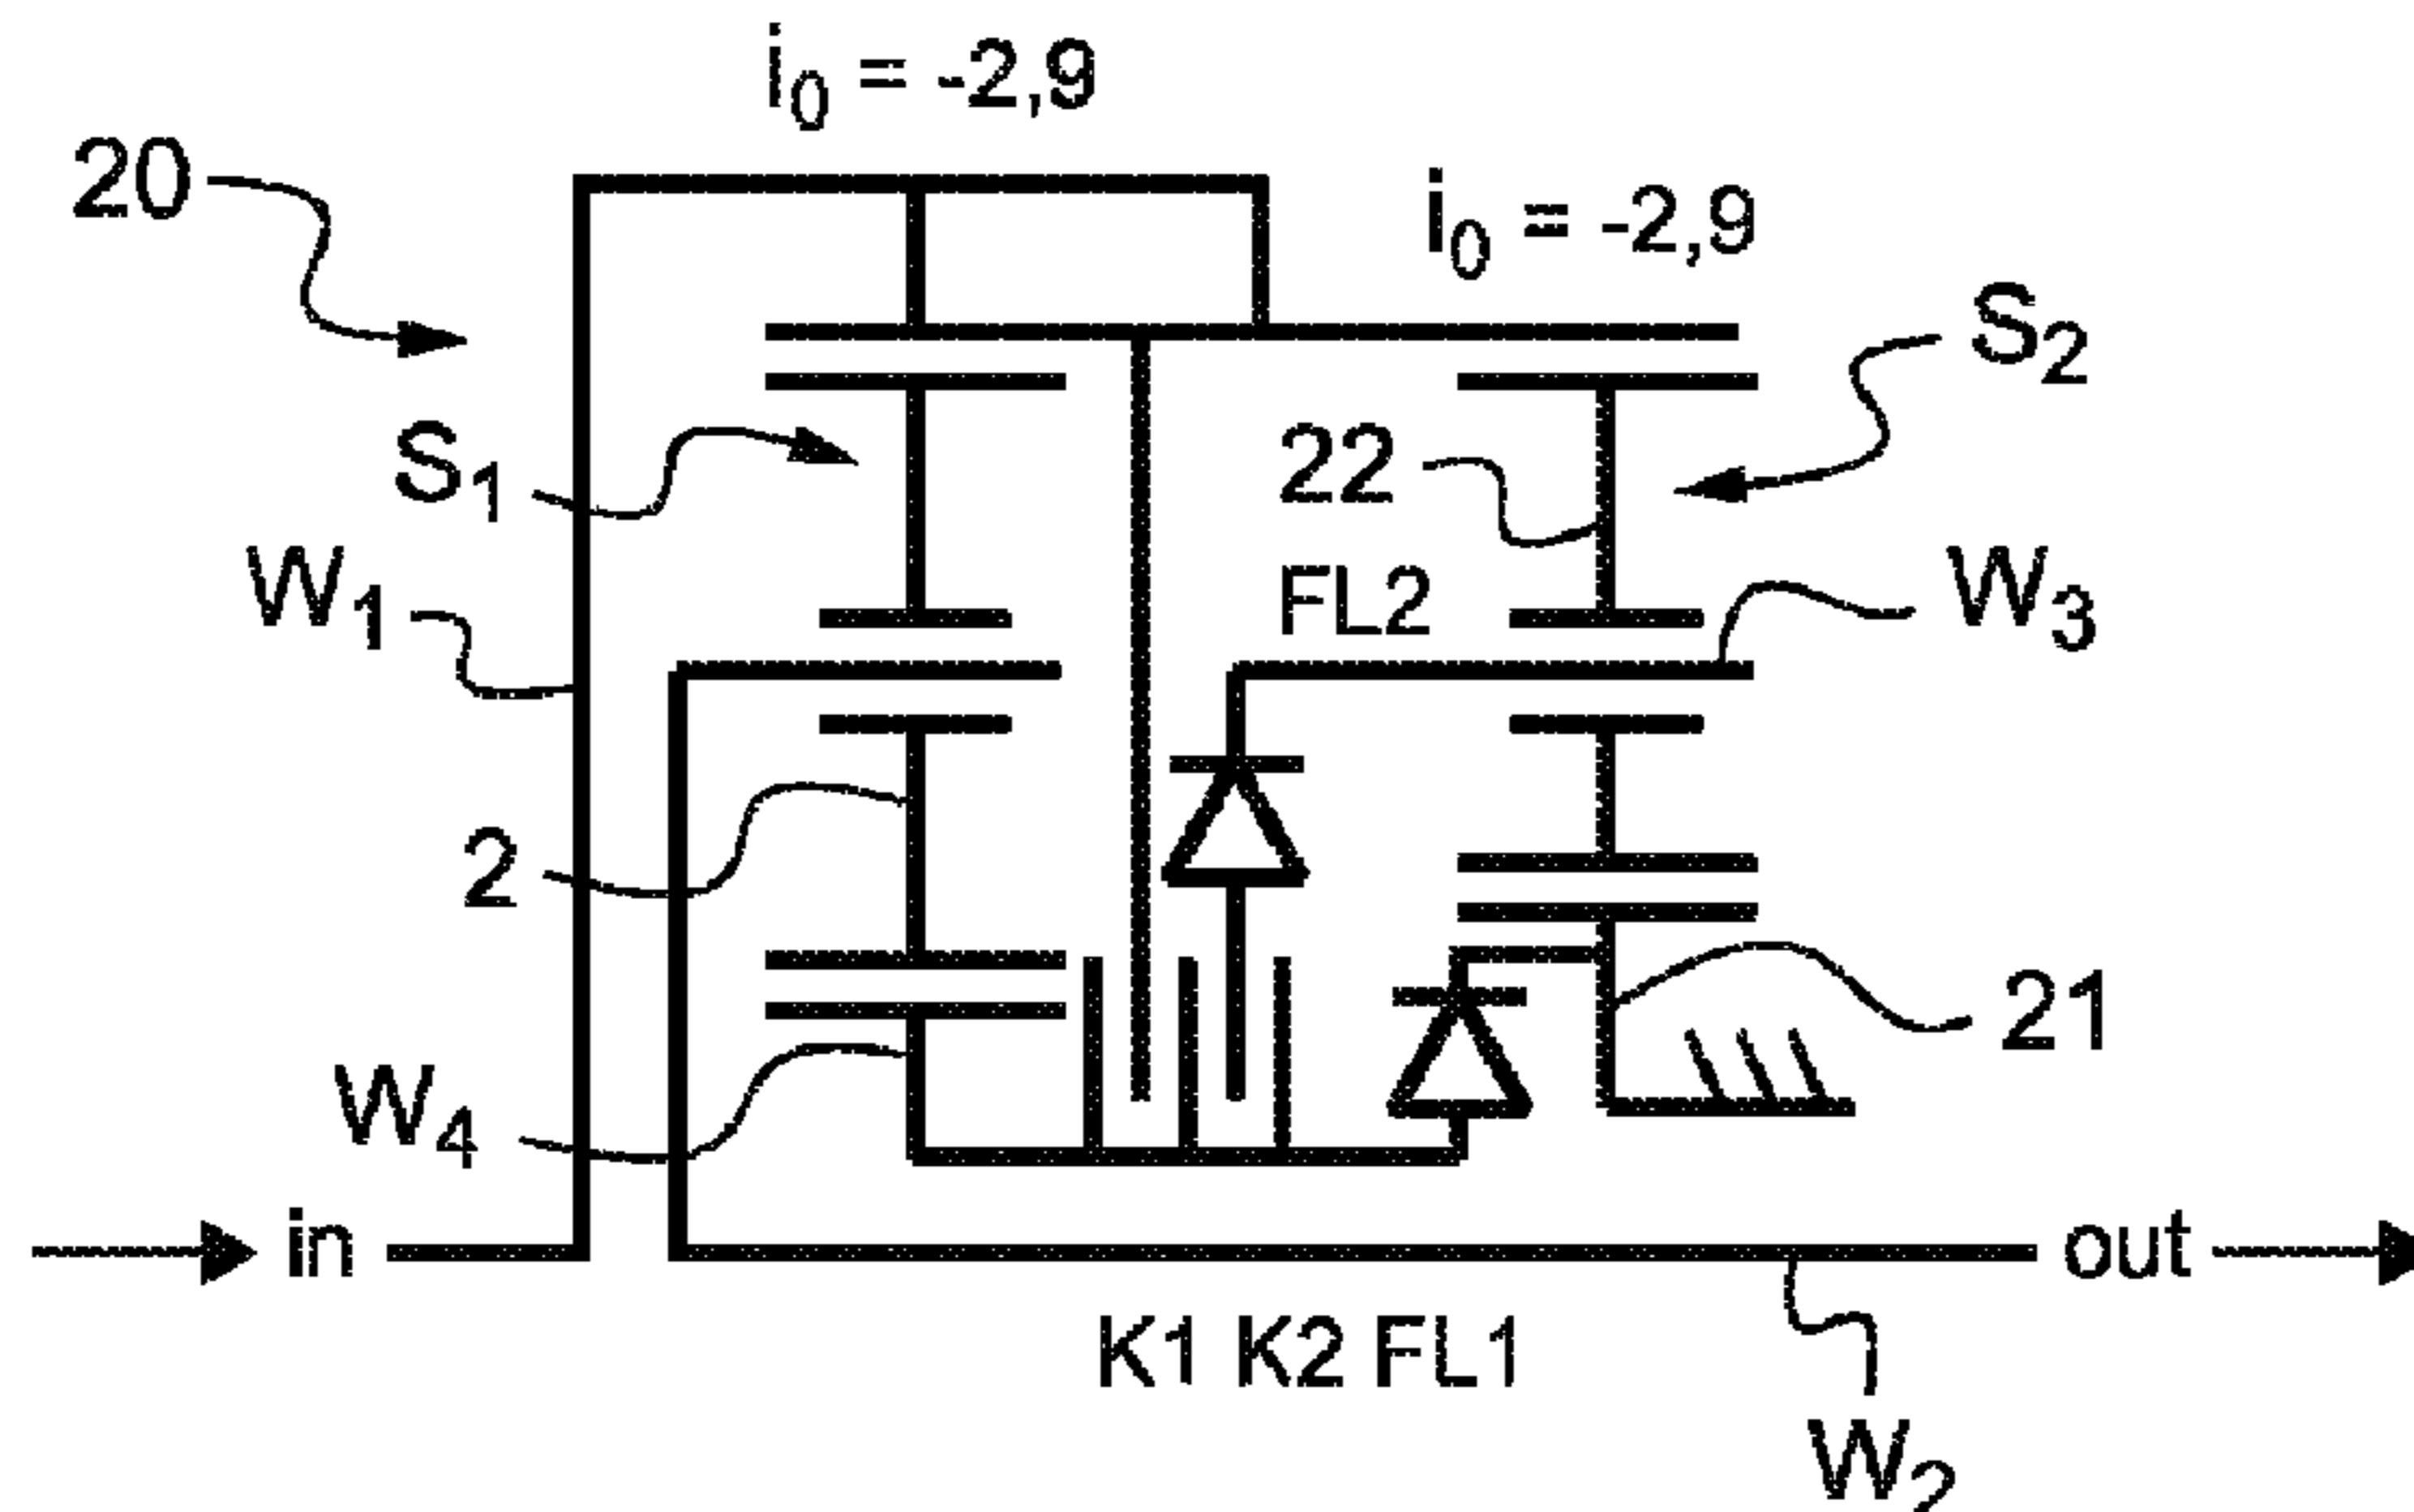 i0 = -2,9
20
i0 = -2,9
S2
S1
22
W1
FL2
W3
2
21
W4
in
out
K1 K2 FL1
W2